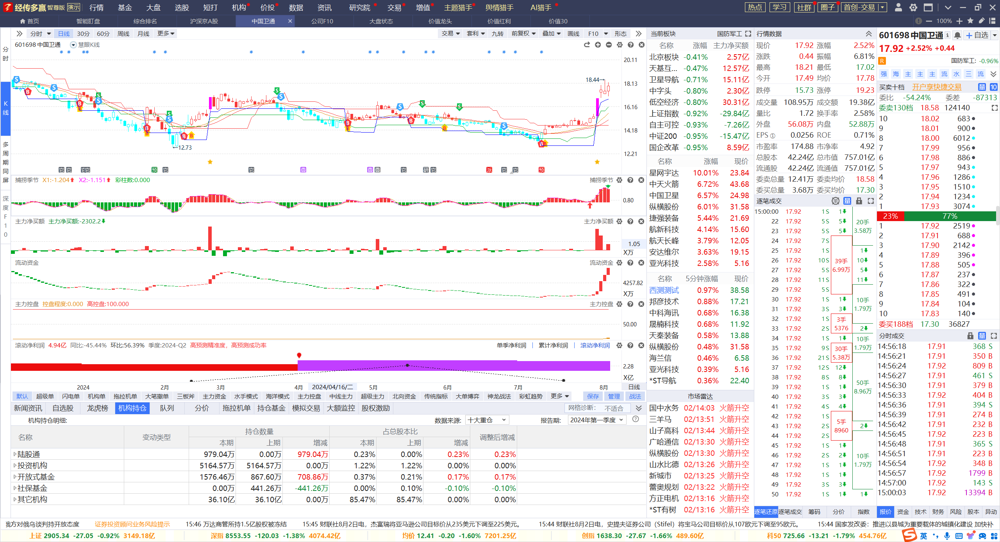 经传多赢 智尊版 演示 行情 基金 大盘 选股 短打 机构 价投 数据 资讯 研究院 交易 增值 主题猎手 舆情猎手 AI猎手 热点 学习 社群 圈子 首创-交易
首页 智能盯盘 综合排名 沪深京A股 中国卫通 公司F10 大盘状态 价值龙头 价值红利 价值30 100%
分时 日线 30分 60分 周线 月线 更多 交易 套利 九转 前复权 叠加 画线 F10 形态
601698 中国卫通 慧眼K线
分时
K线
多周期同屏
深度F10
20.11
18.44
18.13
16.16
14.18
12.73
12.21
捕捞季节 X1:-1.204 X2:-1.151 彩柱数:0.000 捕捞季节
0.80
主力净买额 主力净买额:-2302.2 主力净买额
1.05
X万
流动资金 流动资金
4257.82
X万
主力控盘 控盘程度:0.000 高控盘:100.000 主力控盘
50.00
滚动净利润 4.94亿 同比:-45.44% 环比:56.39% 季度:2024-Q2 高预测精准度，高预测成功率 单季净利润 累计净利润 滚动净利润
2.28
X亿
2024 2月 3月 4月 2024/04/16/二 5月 6月 7月 8月 日线
默认 超级单 闪电单 机构单 拖拉机单 大笔撤单 三板斧 主力资金 水手模式 海洋模式 主力控盘 中线主力 超级主力 北向资金 传统指标 大单博弈 神龙战法 彩虹趋势 更多 保存 管理 战法
新闻资讯 自选股 龙虎榜 机构持仓 队列 分价 拖拉机单 持仓基金 模拟交易 大额监控 股权激励 网格诊断： 不适合
机构持仓明细: 数据来源: 十大重仓 报告期: 2024年第一季度
名称 变动类型 持仓数量 占总股本比 调整后增减
本期 上期 增减 本期 上期 增减
陆股通 979.04万 0.00万 979.04万 0.23% 0.00% 0.23% 0.23%
投资机构 5164.57万 5164.57万 0.00万 1.22% 1.22% 0.00% 0.00%
开放式基金 1576.46万 867.60万 708.86万 0.37% 0.21% 0.17% 0.17%
社保基金 0.00万 441.26万 -441.26万 0.00% 0.10% -0.10% -0.10%
其它机构 36.10亿 36.10亿 0.00万 85.47% 85.47% 0.00% 0.00%
当前板块 国防军工
名称 涨幅 主力净买额
北京板块 -0.41% 2.57亿
天基互... -0.47% 12.57亿
卫星导航 -0.71% 15.11亿
中字头 -0.80% 2.30亿
低空经济 -0.80% 30.31亿
上证指数 -0.92% -29.84亿
自主可控 -0.93% -7.26亿
中证200 -0.95% -15.47亿
国企改革 -0.95% 8.59亿
名称 涨幅 现价
星网宇达 10.01% 23.84
中天火箭 6.72% 43.68
中国卫星 6.57% 24.98
纵横股份 6.01% 31.58
捷强装备 5.44% 21.69
航新科技 4.14% 15.60
航天长峰 3.79% 12.05
安达维尔 3.63% 19.15
亚光科技 2.58% 5.16
名称 5分钟涨幅 现价
西测测试 0.97% 38.58
邦彦技术 0.88% 17.21
中科海讯 0.68% 16.38
晟楠科技 0.68% 11.92
天秦装备 0.58% 13.88
纵横股份 0.48% 31.58
海兰信 0.46% 6.58
亚光科技 0.39% 5.16
*ST导航 0.36% 22.40
市场雷达
国中水务 02/14:03 火箭升空
三羊马 02/13:51 火箭升空
山子高科 02/13:44 火箭升空
广哈通信 02/13:30 火箭升空
纵横股份 02/13:30 火箭升空
山水比德 02/13:26 火箭升空
新城市 02/13:25 火箭升空
蕾奥规划 02/13:22 火箭升空
方正电机 02/13:16 火箭升空
*ST有树 02/13:16 火箭升空
行情数据
现价 17.92 涨幅 2.52%
涨跌 0.44 振幅 6.81%
最高 18.21 最低 17.02
今开 17.49 均价 17.78
跌停 15.73 涨停 19.23
成交量 108.95万 成交额 19.38亿
量比 1.72 换手率 2.58%
外盘 56.08万 内盘 52.88万
EPS① 0.0256 ROE 0.71%
市盈率 174.88 市净率 4.92
总股本 42.24亿 总市值 757.01亿
流通股 42.24亿 流通值 757.01亿
委卖总量 12.41万 委卖均价 18.58
委买总量 3.68万 委买均价 17.30
逐笔成交 量
15:00:00 17.92 1 S 1
22 17.92 5 S 5
23 17.92 5 S 5
24 17.92 7 S
25 17.92 1 S 1
26 17.92 10 S 10
27 17.92 5 S 5
28 17.92 11 S 11
29 17.92 5 S
30 17.92 1 S 1
31 17.92 3 S 3
32 17.92 1 S
33 17.92 2 S 2
34 17.92 1 S 1
35 17.92 9 S
36 17.92 21 S
37 17.92 12 S 12
38 17.92 8 S 8
39 17.92 1 S 1
40 17.92 3 S 3
41 17.92 4 S 4
42 17.92 1 S
43 17.92 2 S 2
44 17.92 2 S
45 17.92 1 S 1
46 17.92 2 S 2
47 17.92 1 S 1
48 17.92 1 S 1
49 17.92 3 S 3
50 17.92 1 S 1 1
39手
6.99万
3手
5376
30手
5.38万
5手
8960
20手
3.58万
10手
1.79万
10手
1.79万
50手
8.96万
10手
1.79万
逐笔还原 逐笔成交 筹码 分价 指数
601698 中国卫通 自选
17.92 +2.52% +0.44
R 国防军工: -0.96%
强 海 主 主 主 流 水 三 流
买卖十档 开户享快捷交易 量 10
委比 -54.24% 委差 -87313
委卖130档 18.58 124140
10 18.02 683
9 18.01 900
8 18.00 6012
7 17.99 956
6 17.98 886
5 17.97 943
4 17.96 1286
3 17.95 1510
2 17.94 1234
1 17.93 3074
23% 77%
1 17.92 2519
2 17.91 688
3 17.90 2142
4 17.89 396
5 17.88 505
6 17.87 237
7 17.86 322
8 17.85 491
9 17.84 104
10 17.83 140
委买188档 17.30 36827
分时成交 量
14:56:18 17.91 368 S
14:56:21 17.91 350 B
14:56:24 17.92 809 B
14:56:27 17.91 461 S
14:56:30 17.91 379 B
14:56:33 17.92 404 B
14:56:36 17.91 394 S
14:56:39 17.91 274 B
14:56:42 17.91 232 B
14:56:45 17.92 223 B
14:56:48 17.91 365 S
14:56:51 17.91 223 B
14:56:54 17.92 348 B
14:56:57 17.92 1799 B
14:57:00 17.92 143 S
15:00:03 17.92 13394 B
报价 资金 技术 财务 风险 股本 异动
我方对俄乌谈判持开放态度 证券投资顾问业务风险提示 15:46 万达商管所持1.5亿股权被冻结 15:45 财联社8月2日电，杰富瑞将亚马逊公司目标价从235美元下调至225美元。 15:44 财联社8月2日电，史提夫证券公司（Stifel）将宝马公司目标价从107欧元下调至95欧元。 15:44 国家发改委：推进以县城为重要载体的城镇化建设 加快补
上证 2905.34 -27.05 -0.92% 3149.18亿 深指 8553.55 -120.03 -1.38% 4074.42亿 均价 12.41 -0.20 -1.60% 7201.25亿 创指 1638.30 -27.67 -1.66% 489.60亿 科50 725.66 -13.21 -1.79% 454.76亿 英